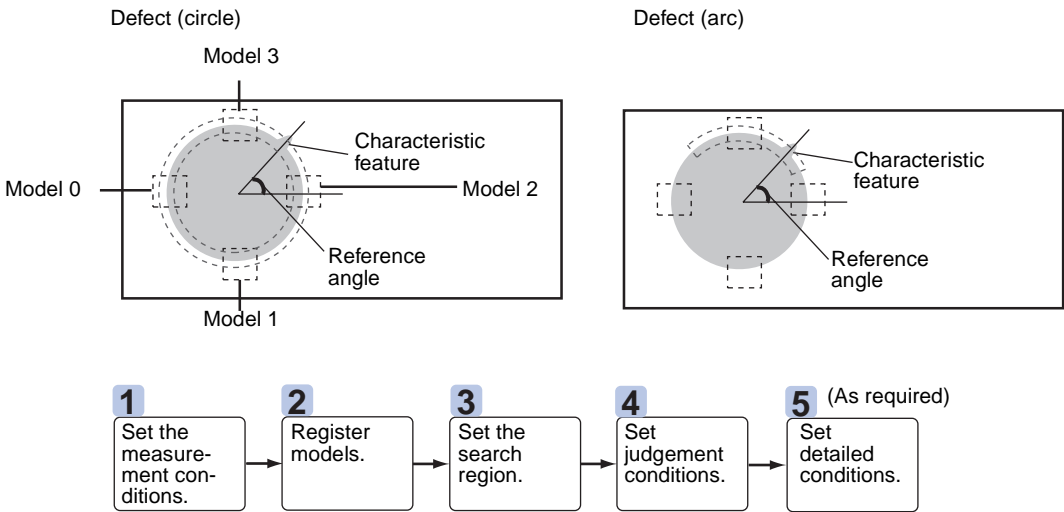 Defect (circle)
Model 3
Characteristic
feature
Model 0
Model 2
Reference
angle
Model 1
Defect (arc)
Characteristic
feature
Reference
angle
1
Set the
measure-
ment con-
ditions.
2
Register
models.
3
Set the
search
region.
4
Set
judgement
conditions.
5 (As required)
Set
detailed
conditions.